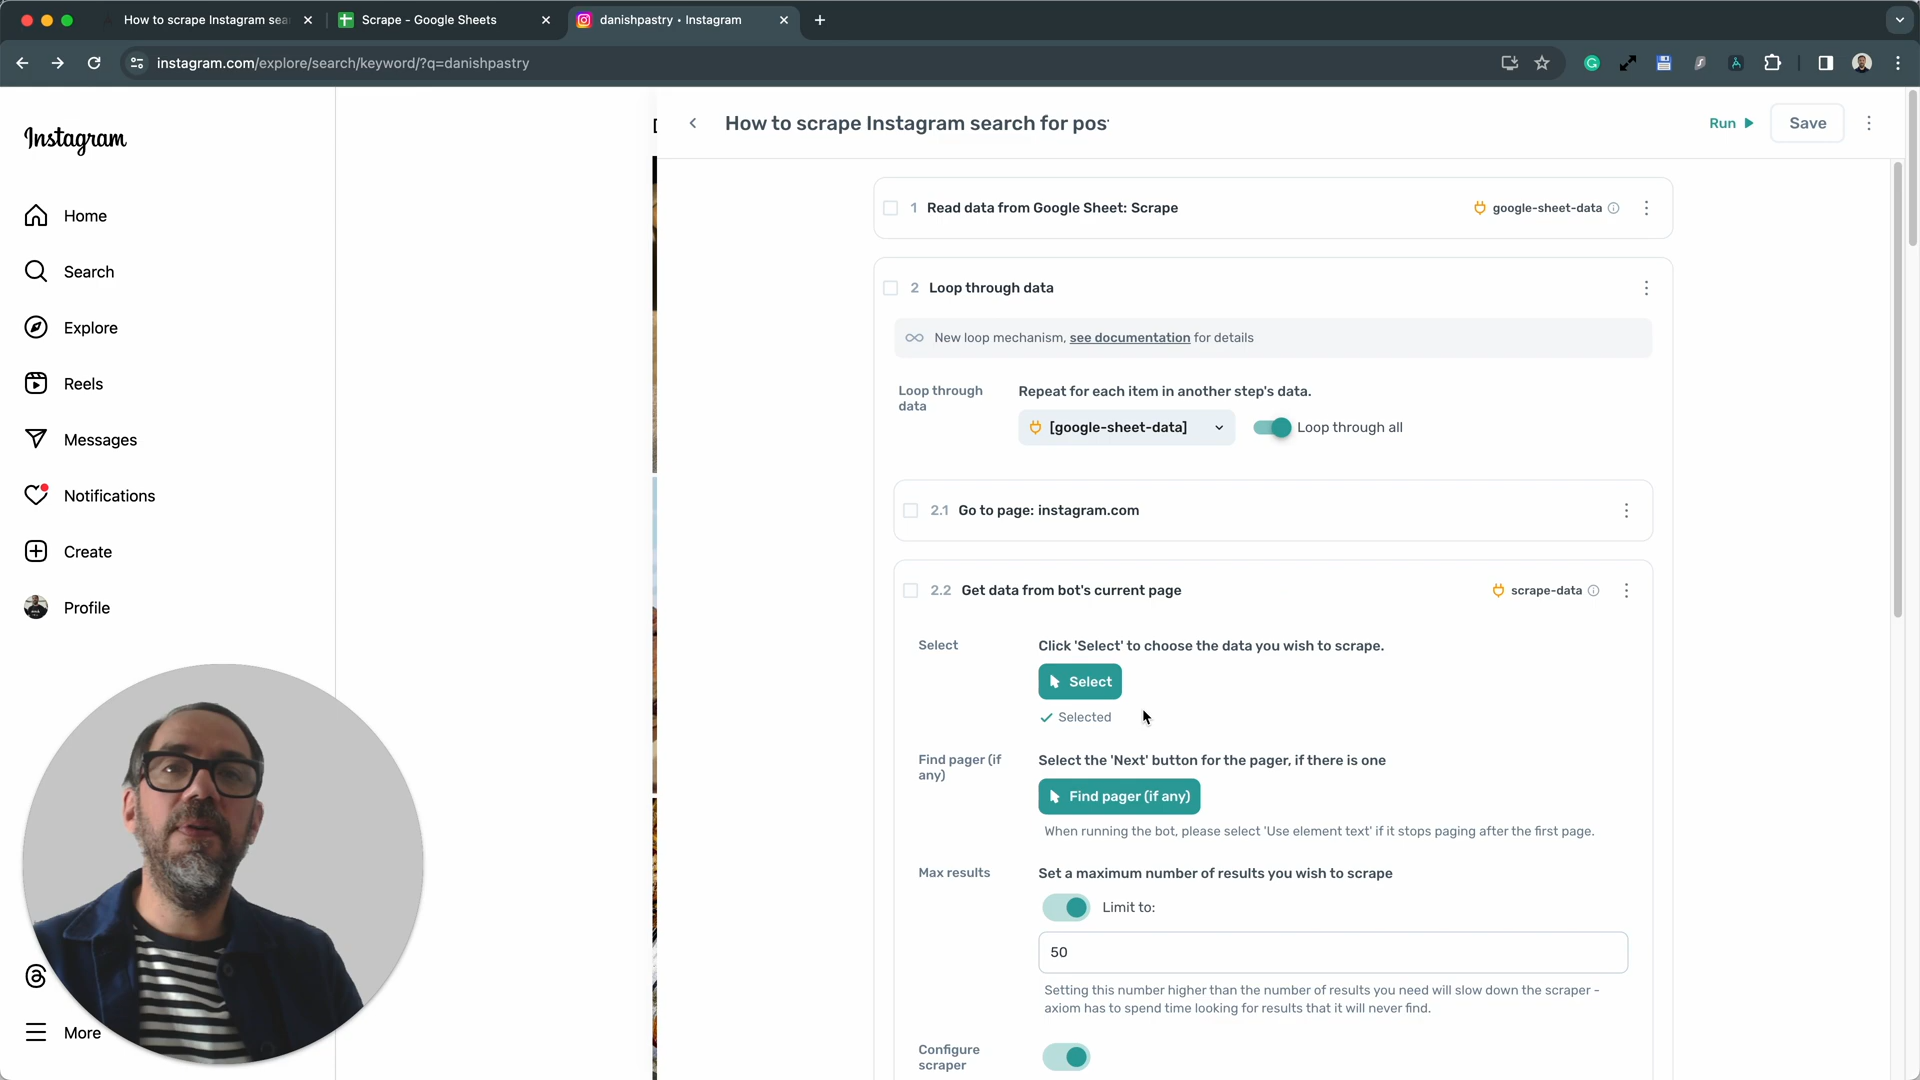 How to scrape Instagram sea
Scrape - Google Sheets
danishpastry • Instagram
instagram.com/explore/search/keyword/?q=danishpastry
Instagram
Home
Search
Explore
Reels
Messages
Notifications
Create
Profile
More
How to scrape Instagram search for pos
Run
Save
1 Read data from Google Sheet: Scrape
google-sheet-data
2 Loop through data
New loop mechanism, see documentation for details
Loop through
data
Repeat for each item in another step's data.
[google-sheet-data]
Loop through all
2.1 Go to page: instagram.com
2.2 Get data from bot's current page
scrape-data
Select
Click 'Select' to choose the data you wish to scrape.
Select
Selected
Find pager (if
any)
Select the 'Next' button for the pager, if there is one
Find pager (if any)
When running the bot, please select 'Use element text' if it stops paging after the first page.
Max results
Set a maximum number of results you wish to scrape
Limit to:
50
Setting this number higher than the number of results you need will slow down the scraper -
axiom has to spend time looking for results that it will never find.
Configure
scraper